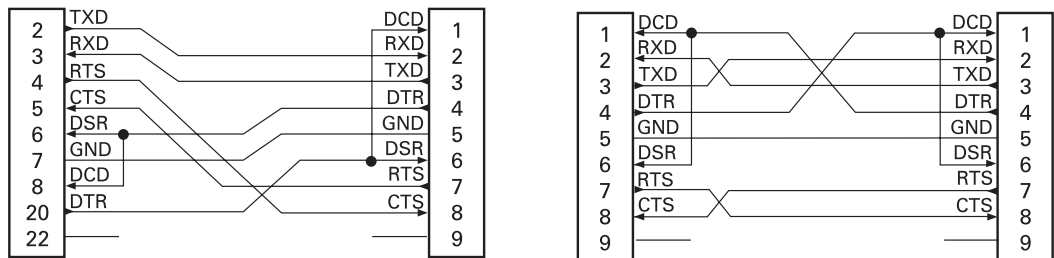 2 TXD DCD 1
3 RXD RXD 2
4 RTS TXD 3
5 CTS DTR 4
6 DSR GND 5
7 GND DSR 6
8 DCD RTS 7
20 DTR CTS 8
22 9
1 DCD DCD 1
2 RXD RXD 2
3 TXD TXD 3
4 DTR DTR 4
5 GND GND 5
6 DSR DSR 6
7 RTS RTS 7
8 CTS CTS 8
9 9